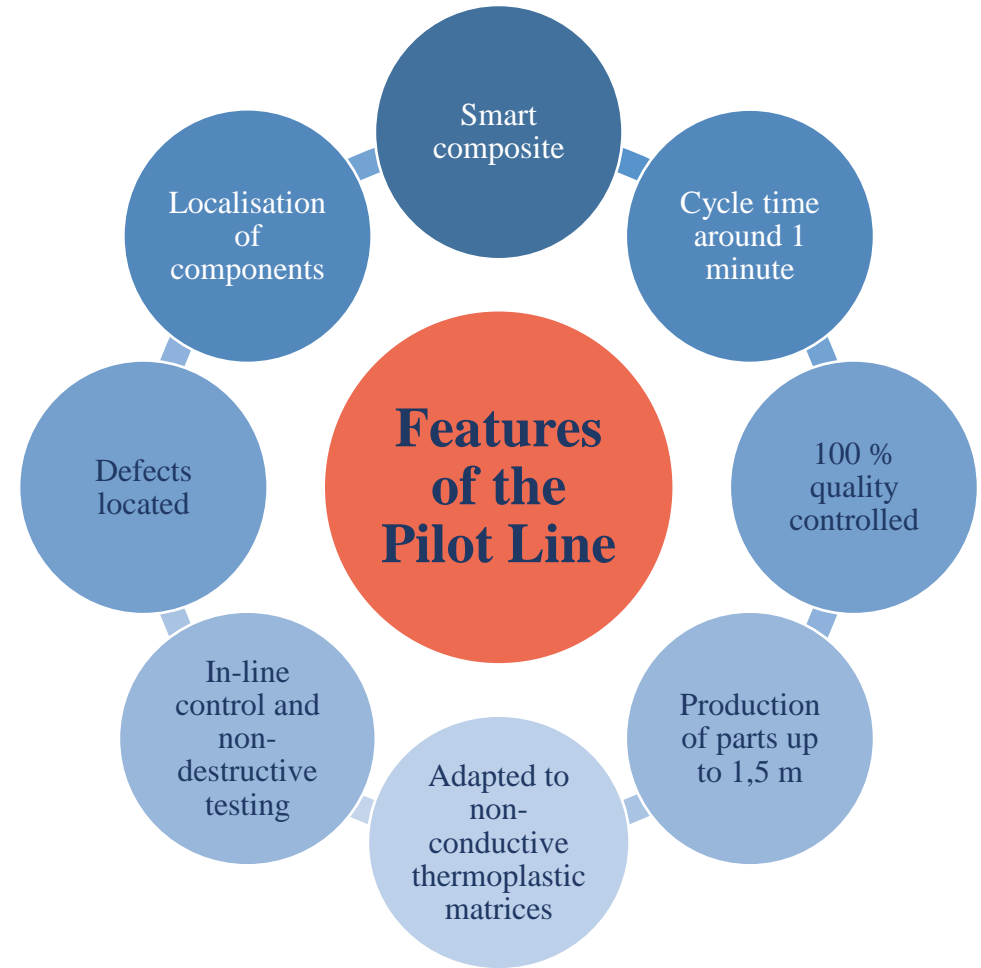 Smart
composite
Cycle time
around 1
minute
100 %
quality
controlled
Production
of parts up
to 1,5 m
Adapted to
non-
conductive
thermoplastic
matrices
In-line
control and
non-
destructive
testing
Defects
located
Localisation
of
components
Features
of the
Pilot Line